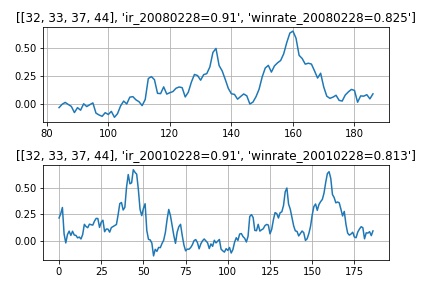 [[32, 33, 37, 44], 'ir_20080228=0.91', 'winrate_20080228=0.825']
0.50
0.25
0.00
80 100 120 140 160 180
[[32, 33, 37, 44], 'ir_20010228=0.91', 'winrate_20010228=0.813']
0.50
0.25
0.00
0 25 50 75 100 125 150 175